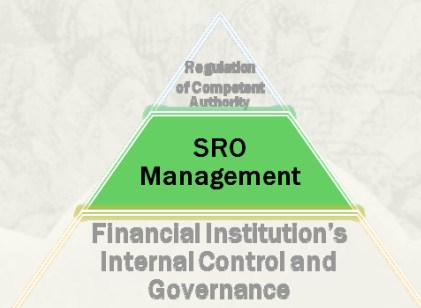 Regulation
of Competent
Authority
SRO
Management
Financial Institution's
Internal Control and
Governance